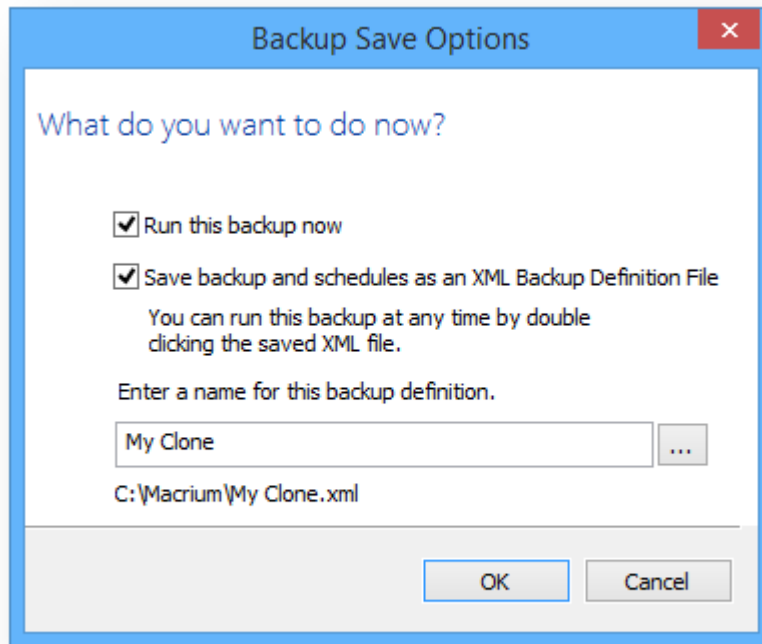 Backup Save Options
What do you want to do now?
Run this backup now
Save backup and schedules as an XML Backup Definition File
You can run this backup at any time by double
clicking the saved XML file.
Enter a name for this backup definition.
My Clone
...
C:\Macrium\My Clone.xml
OK
Cancel